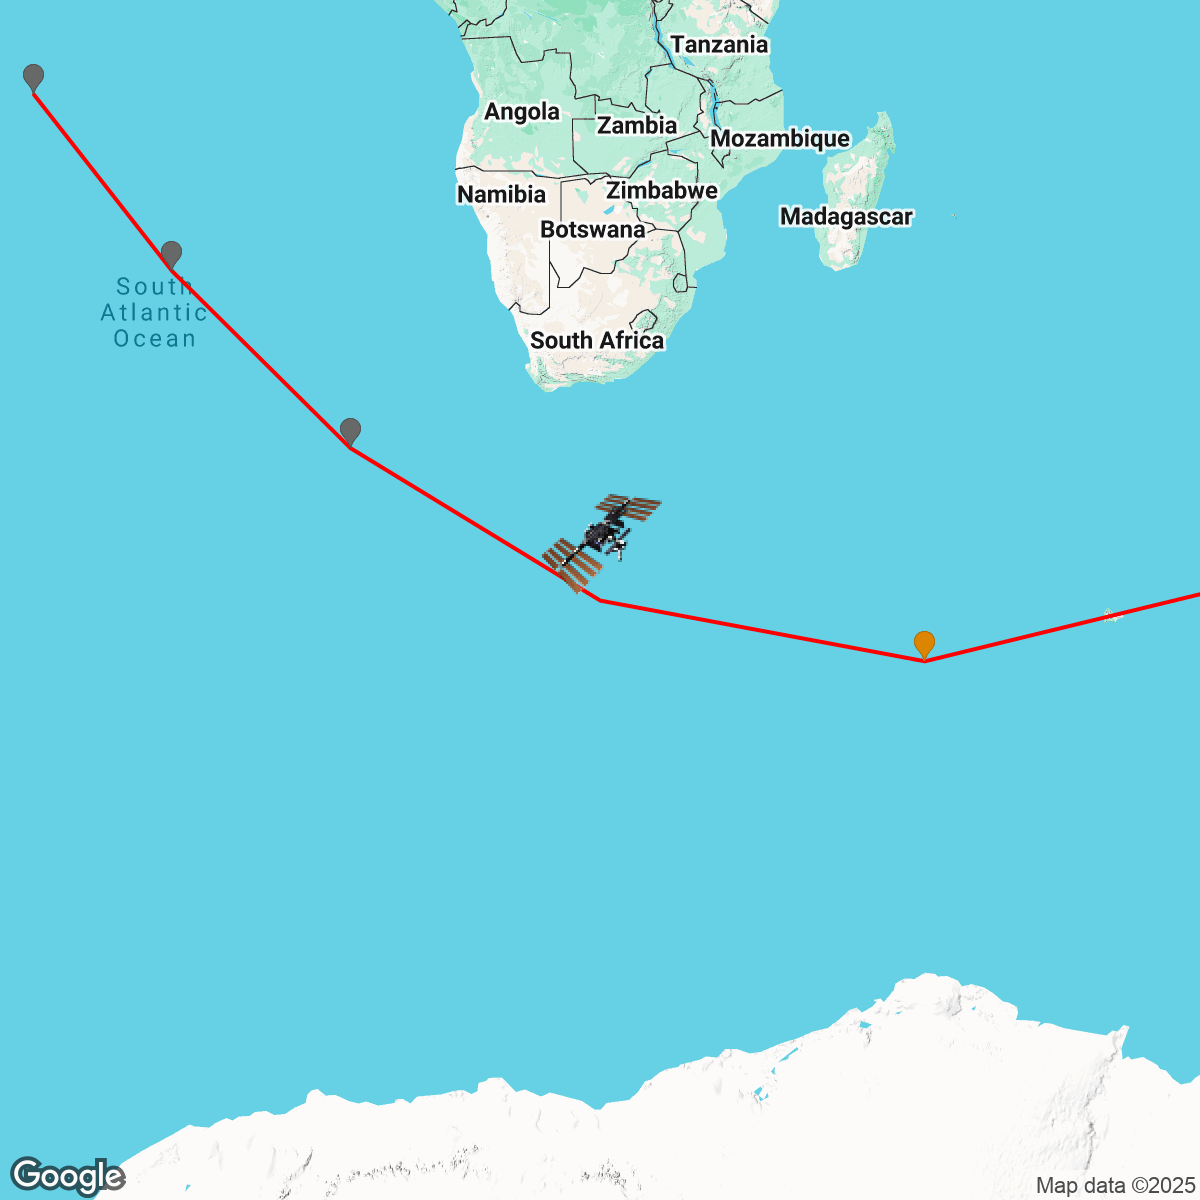 Tanzania
Angola
Zambia
Mozambique
Namibia
Zimbabwe
Madagascar
Botswana
South
Atlantic
Ocean
South Africa
Google
Map data ©2025